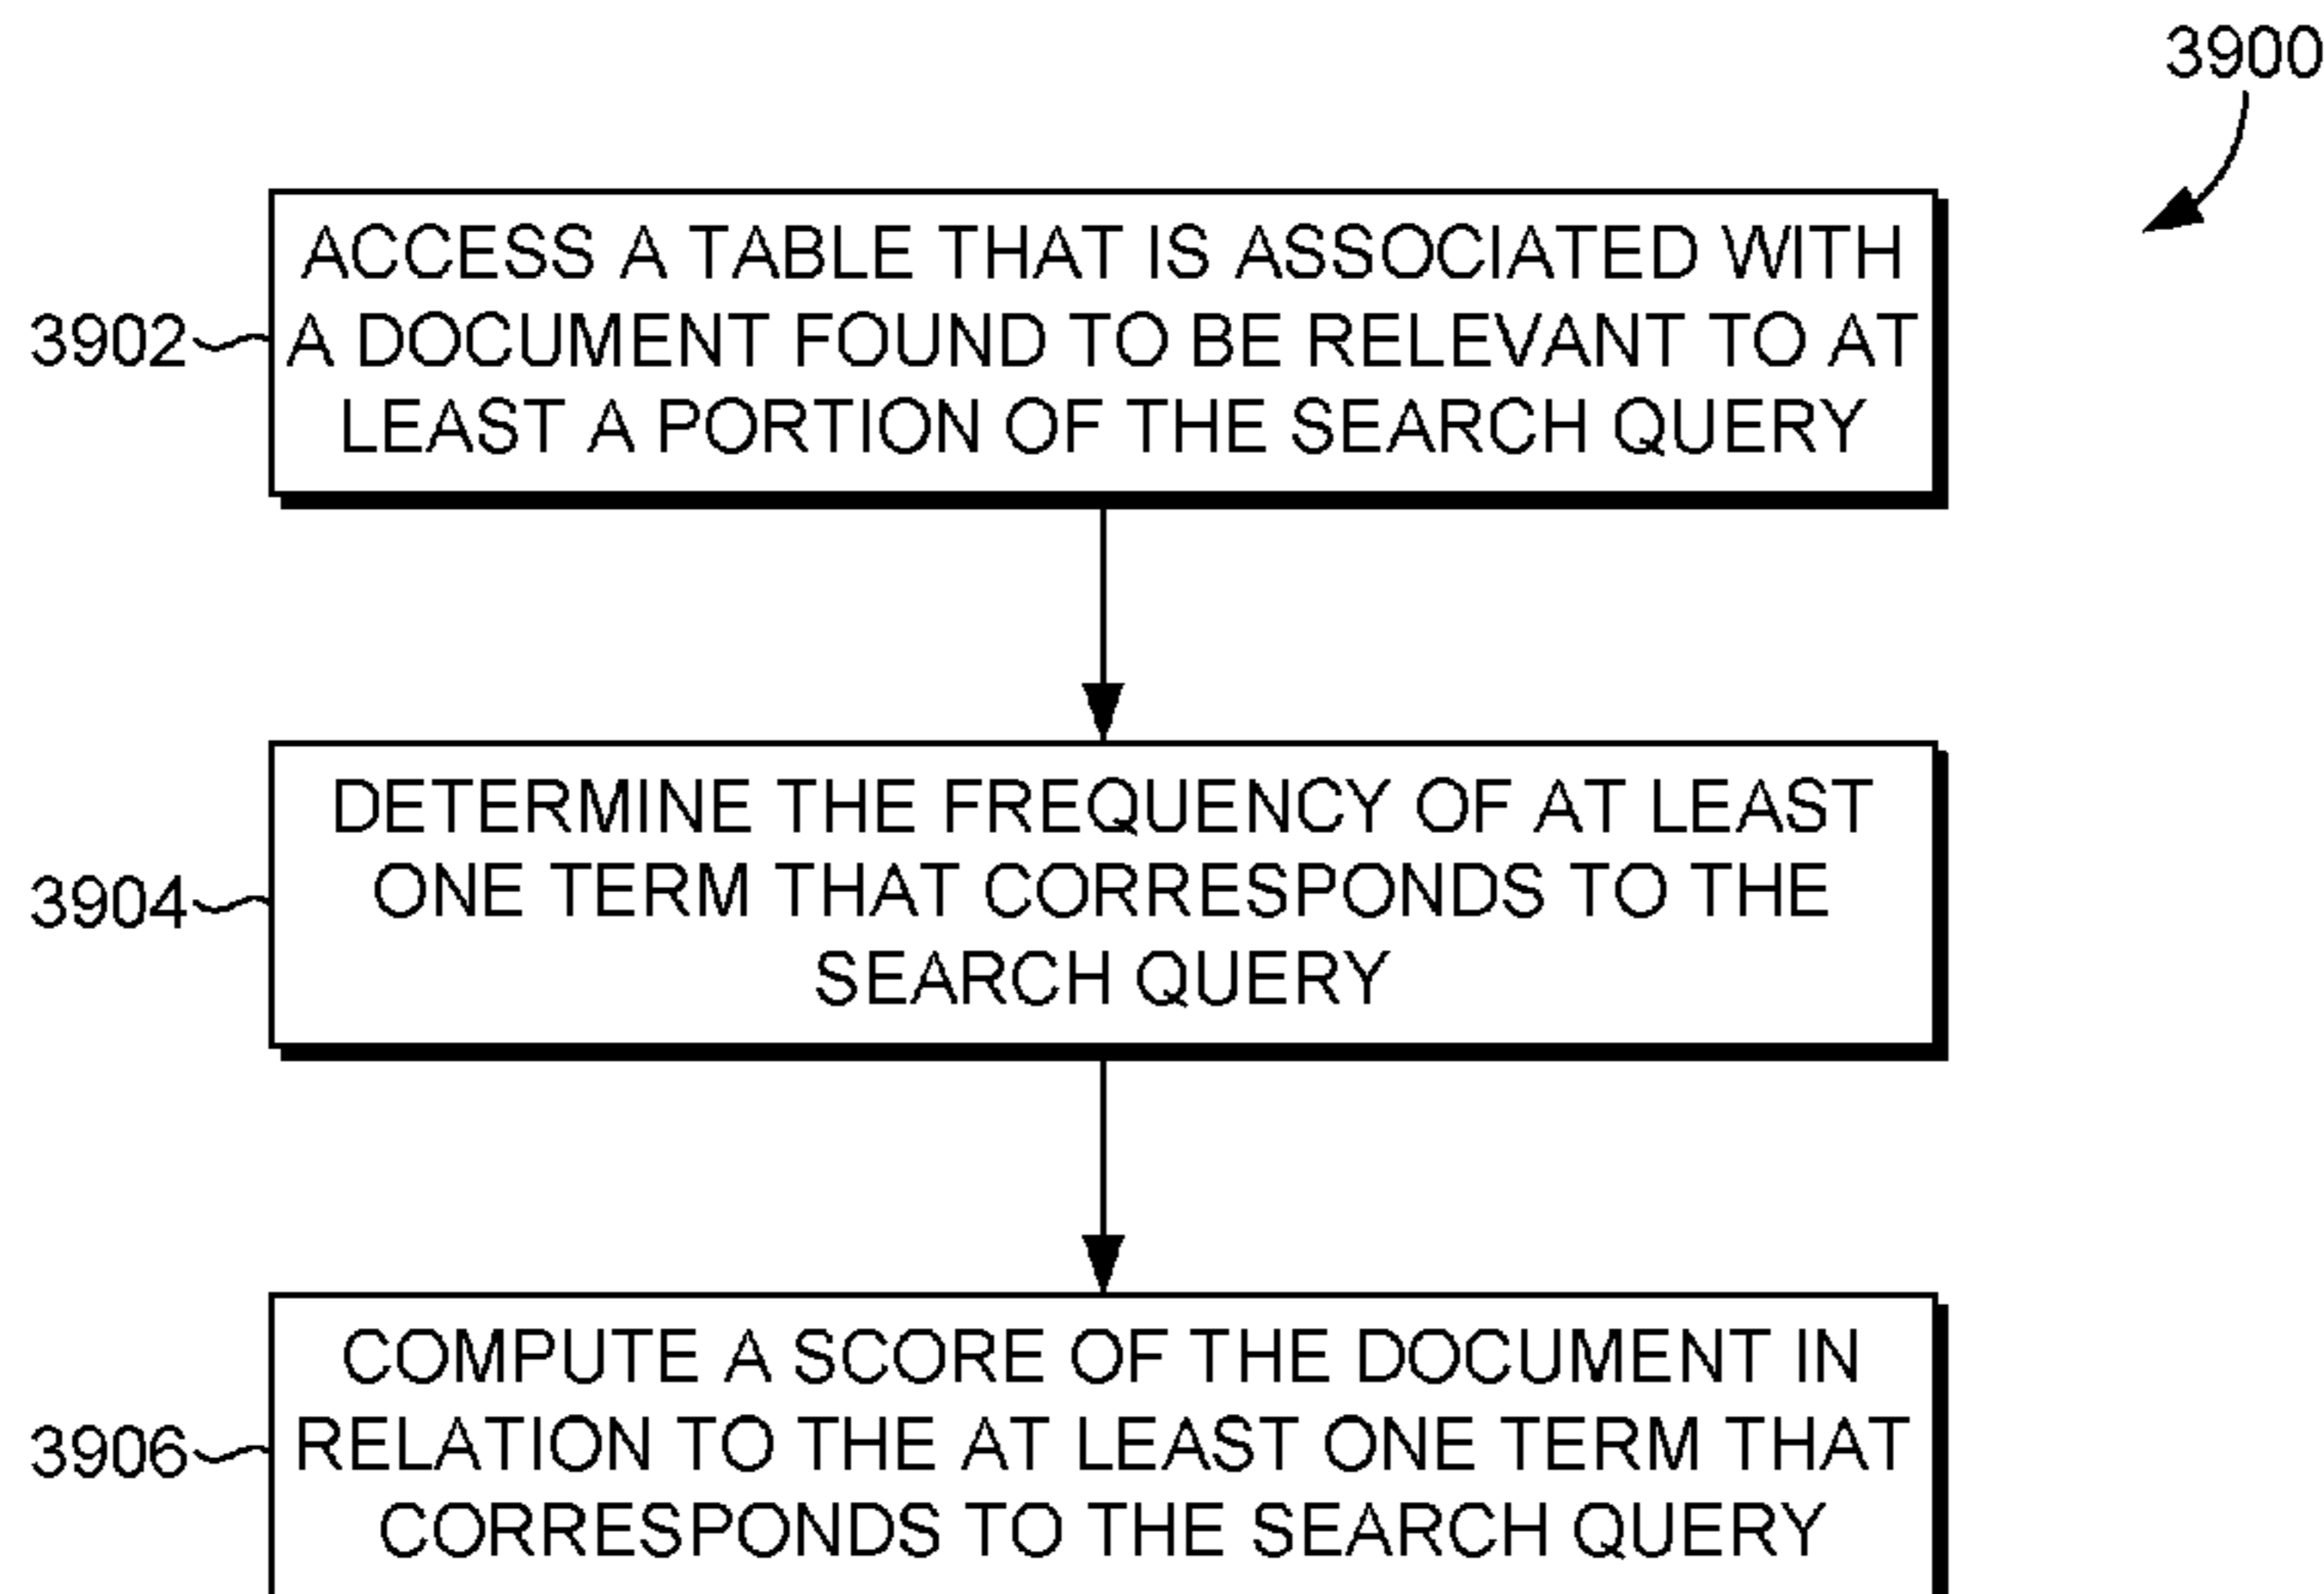 3900
ACCESS A TABLE THAT IS ASSOCIATED WITH
3902 A DOCUMENT FOUND TO BE RELEVANT TO AT
LEAST A PORTION OF THE SEARCH QUERY
DETERMINE THE FREQUENCY OF AT LEAST
3904 ONE TERM THAT CORRESPONDS TO THE
SEARCH QUERY
COMPUTE A SCORE OF THE DOCUMENT IN
3906 RELATION TO THE AT LEAST ONE TERM THAT
CORRESPONDS TO THE SEARCH QUERY